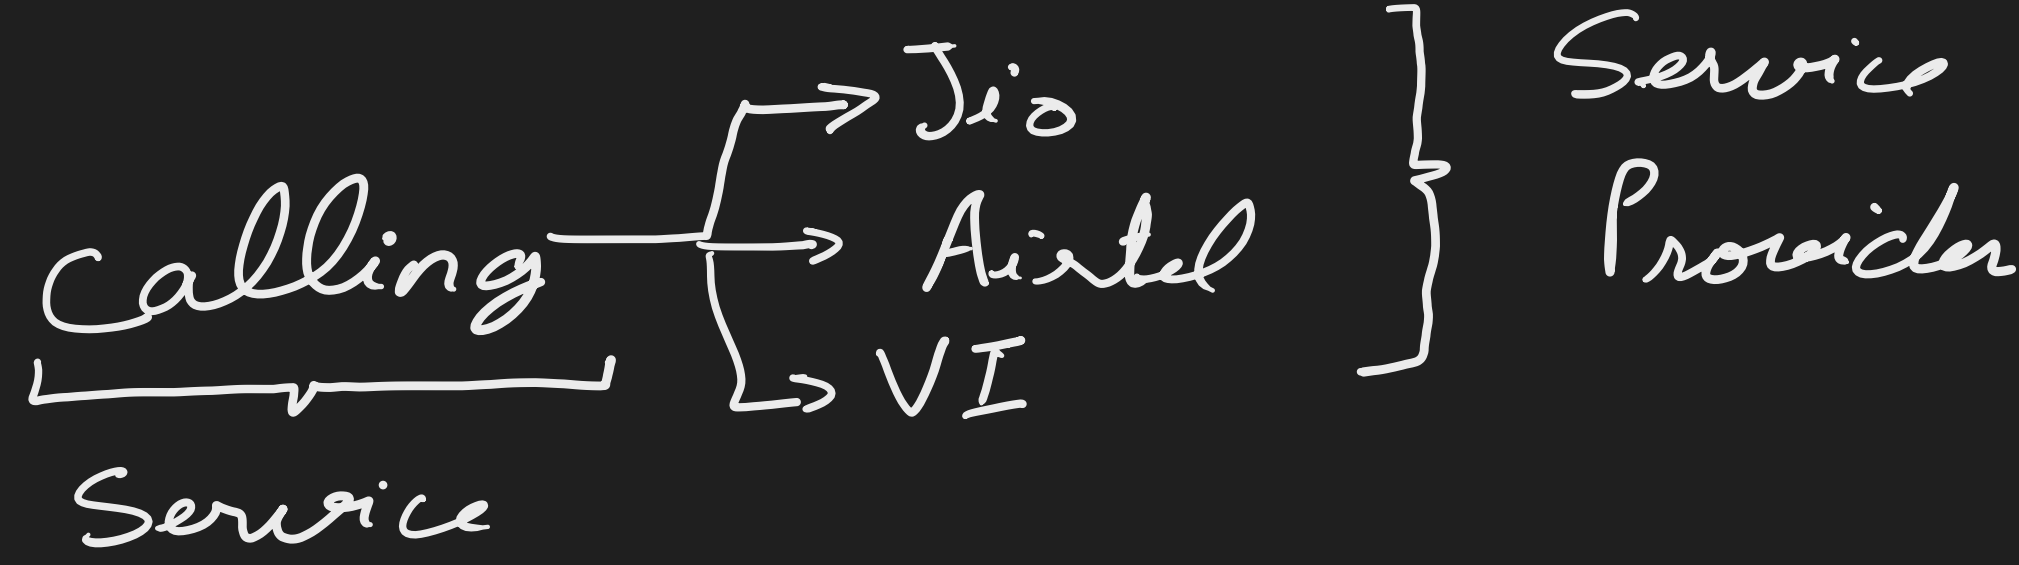 calling
Service
Jio
Airtel
VI
Service
Provider